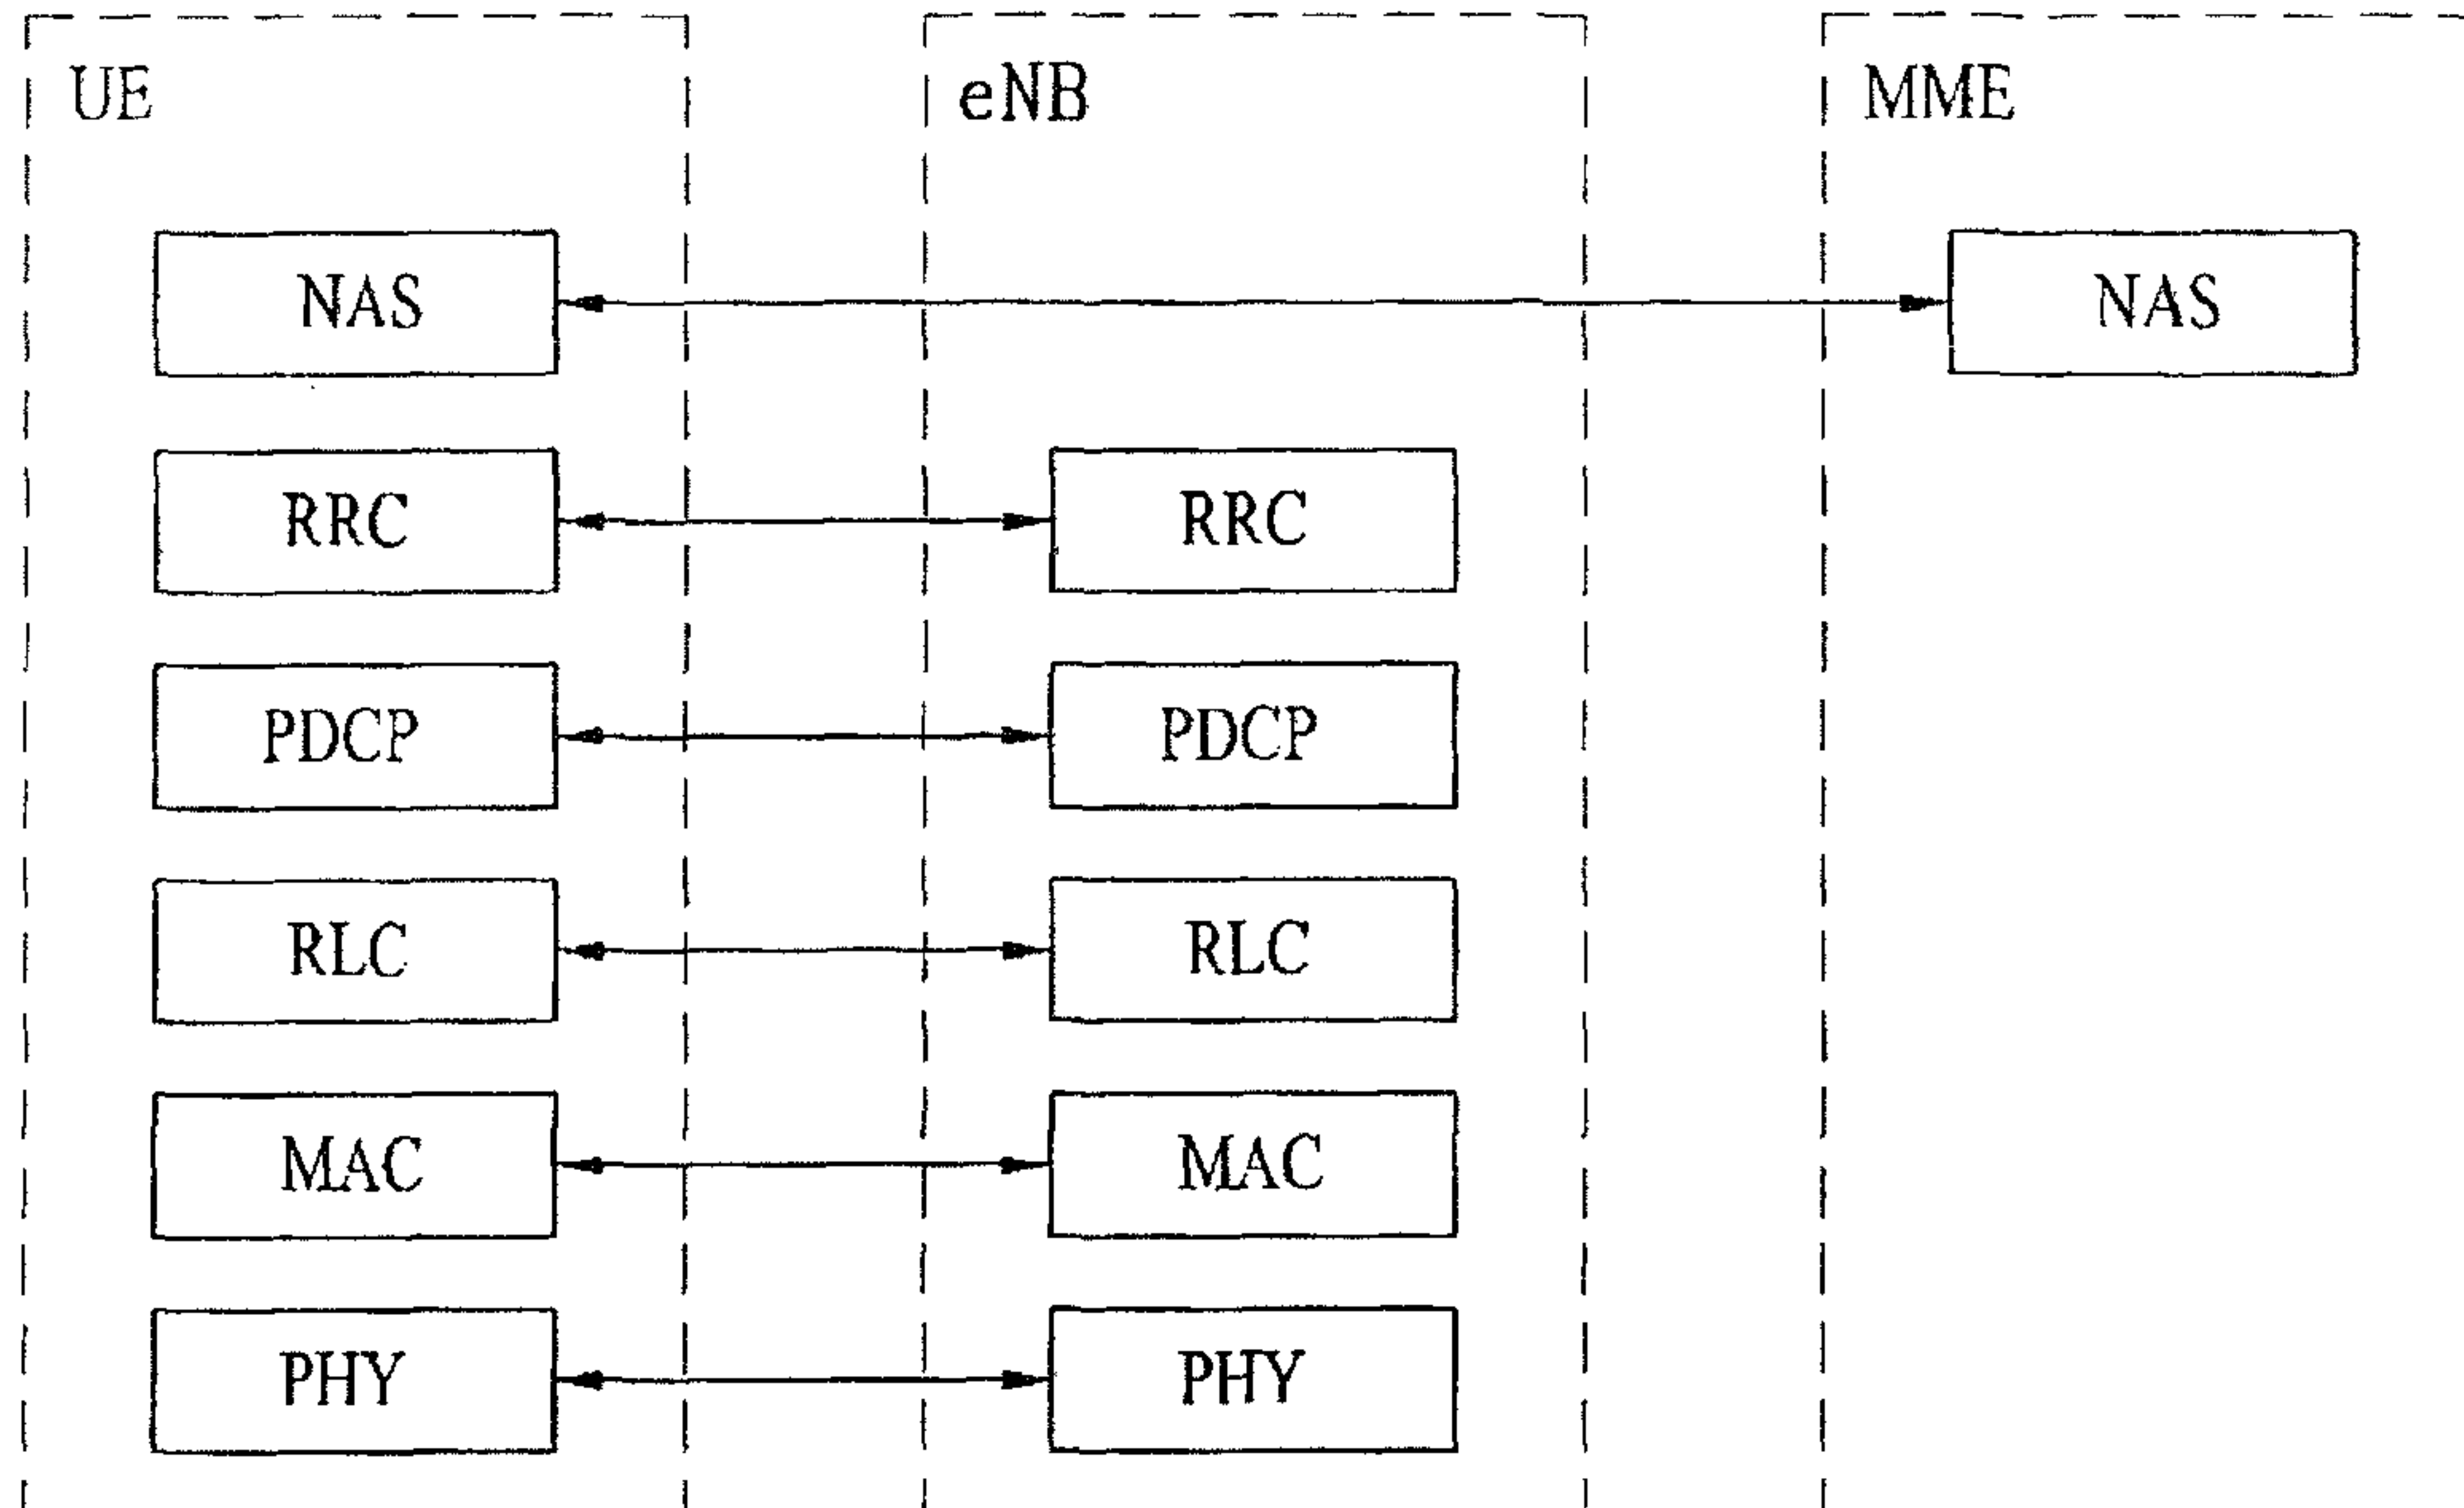 UE
eNB
MME
NAS
NAS
RRC
RRC
PDCP
PDCP
RLC
RLC
MAC
MAC
PHY
PHY